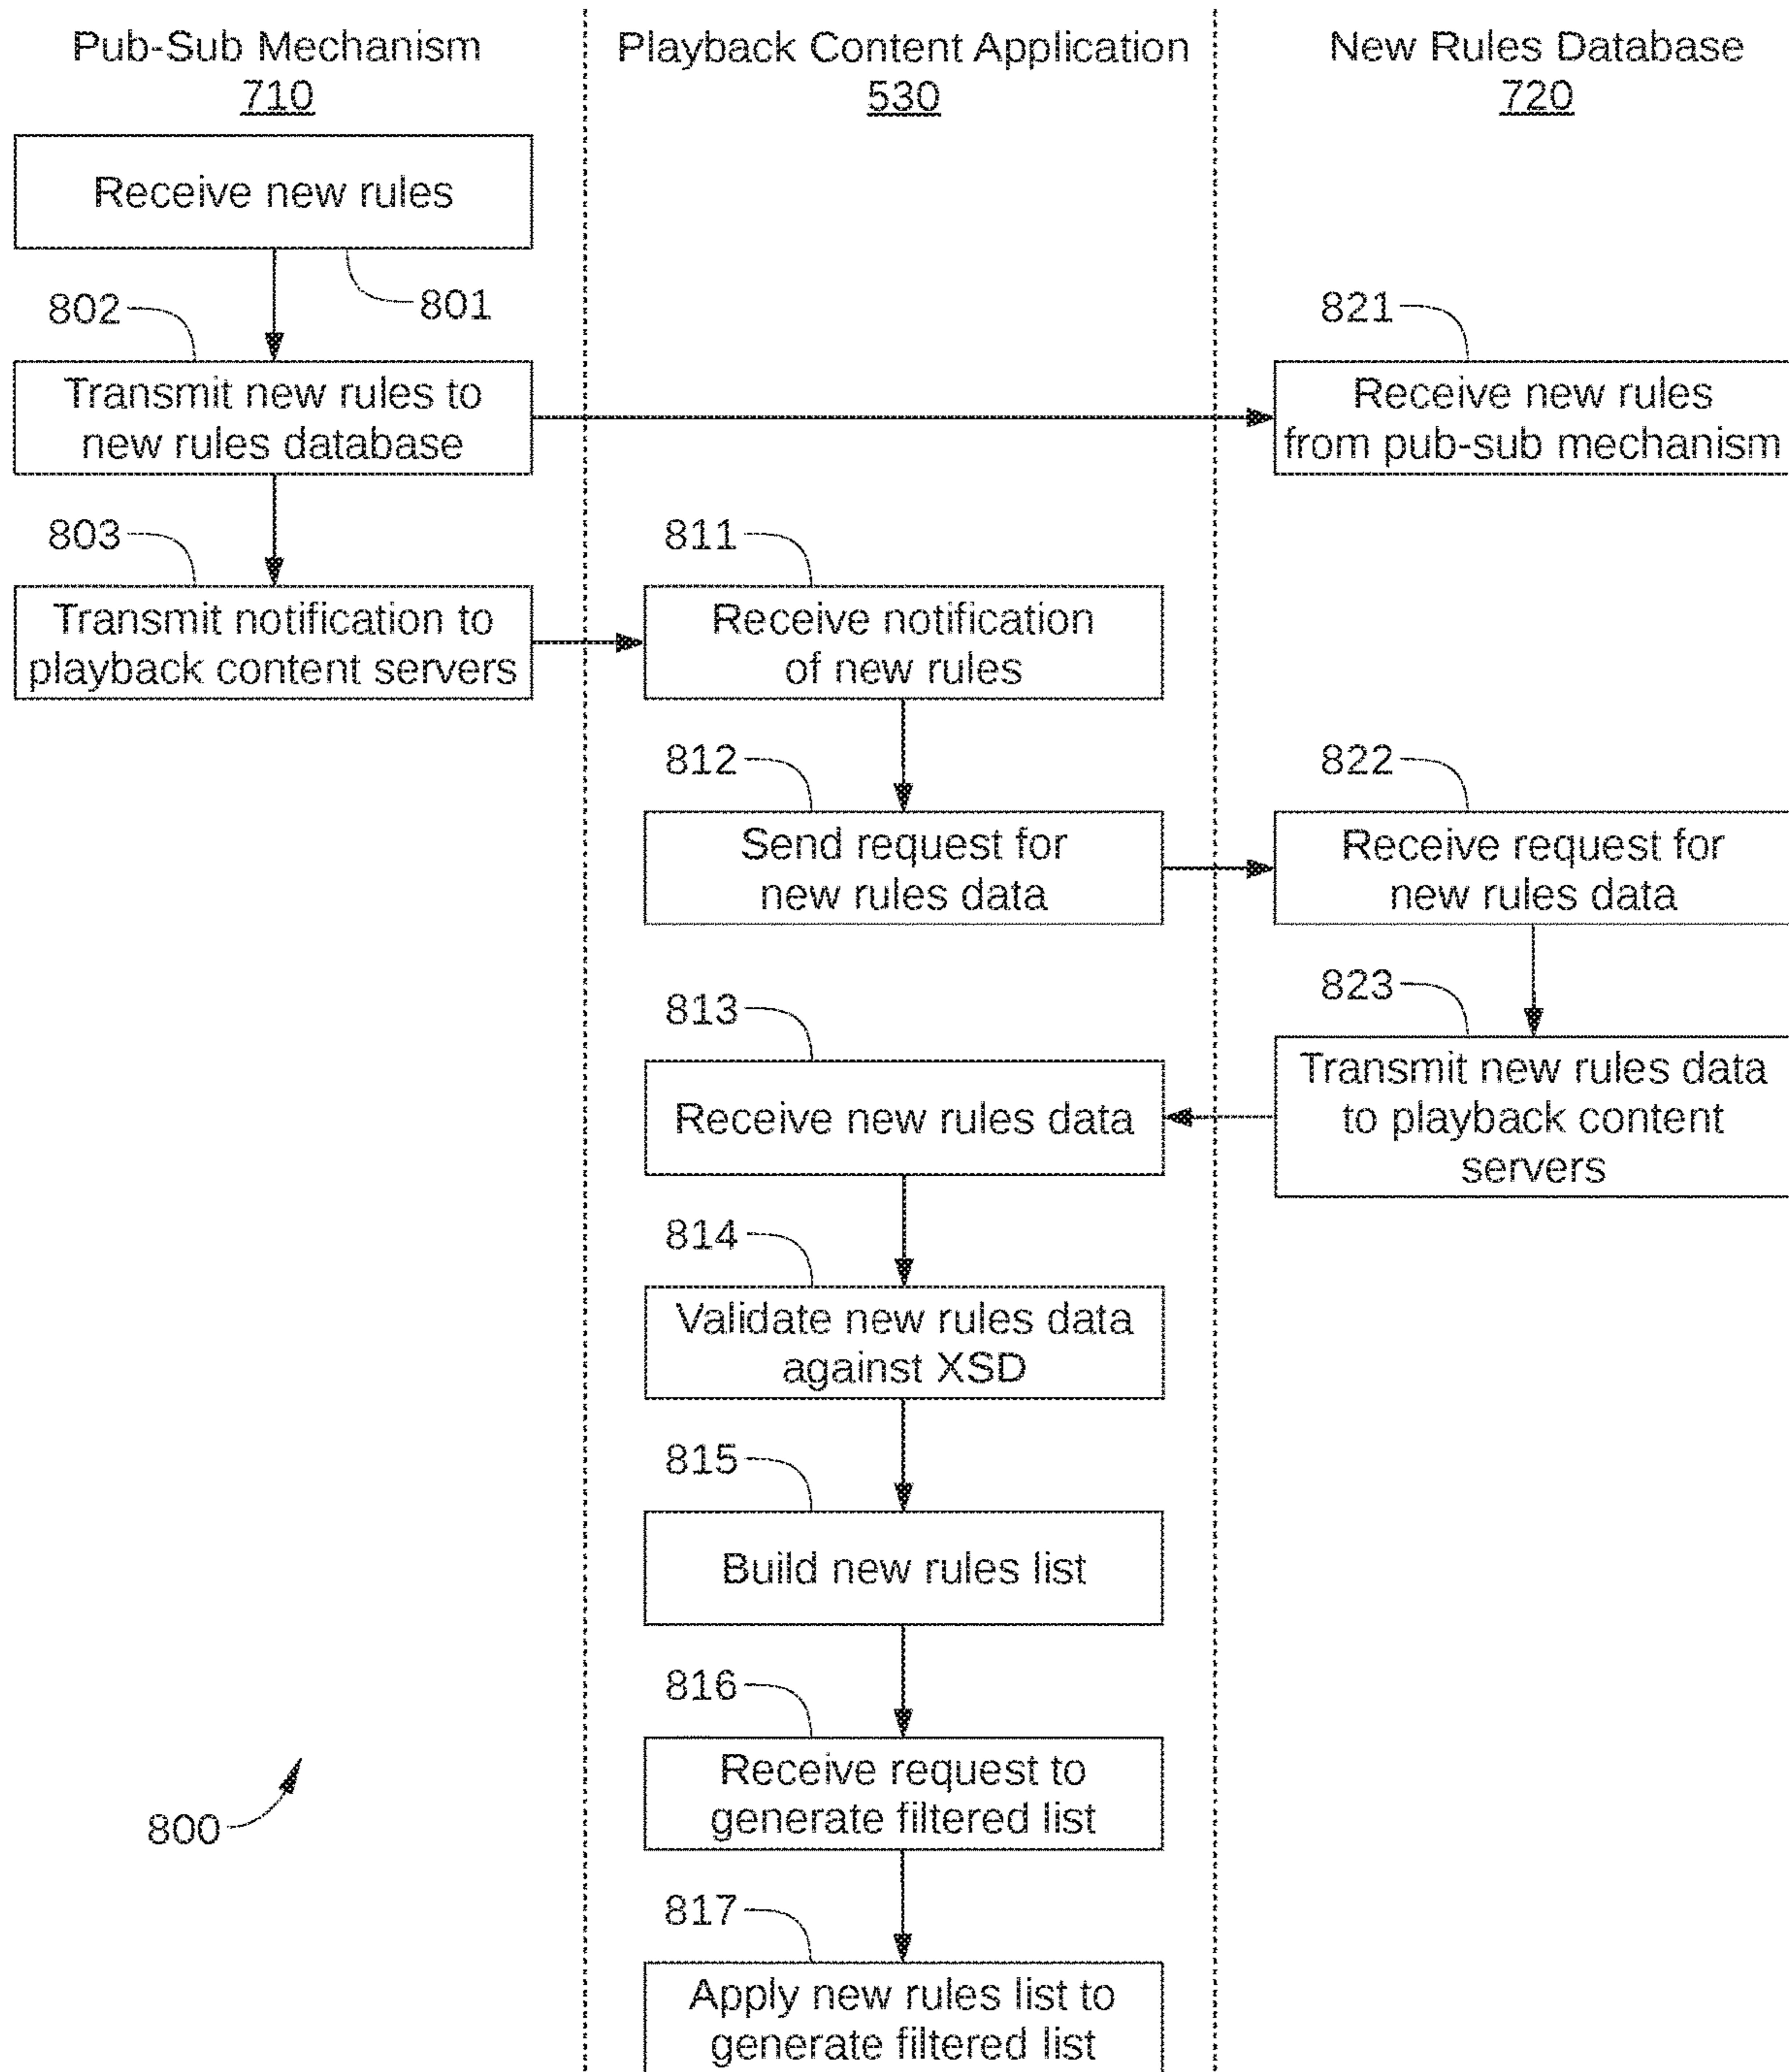 Pub-Sub Mechanism
710
Playback Content Application
530
New Rules Database
720
Receive new rules
801
802
Transmit new rules to
new rules database
821
Receive new rules
from pub-sub mechanism
803
Transmit notification to
playback content servers
811
Receive notification
of new rules
812
Send request for
new rules data
822
Receive request for
new rules data
823
Transmit new rules data
to playback content
servers
813
Receive new rules data
814
Validate new rules data
against XSD
815
Build new rules list
816
Receive request to
generate filtered list
800
817
Apply new rules list to
generate filtered list